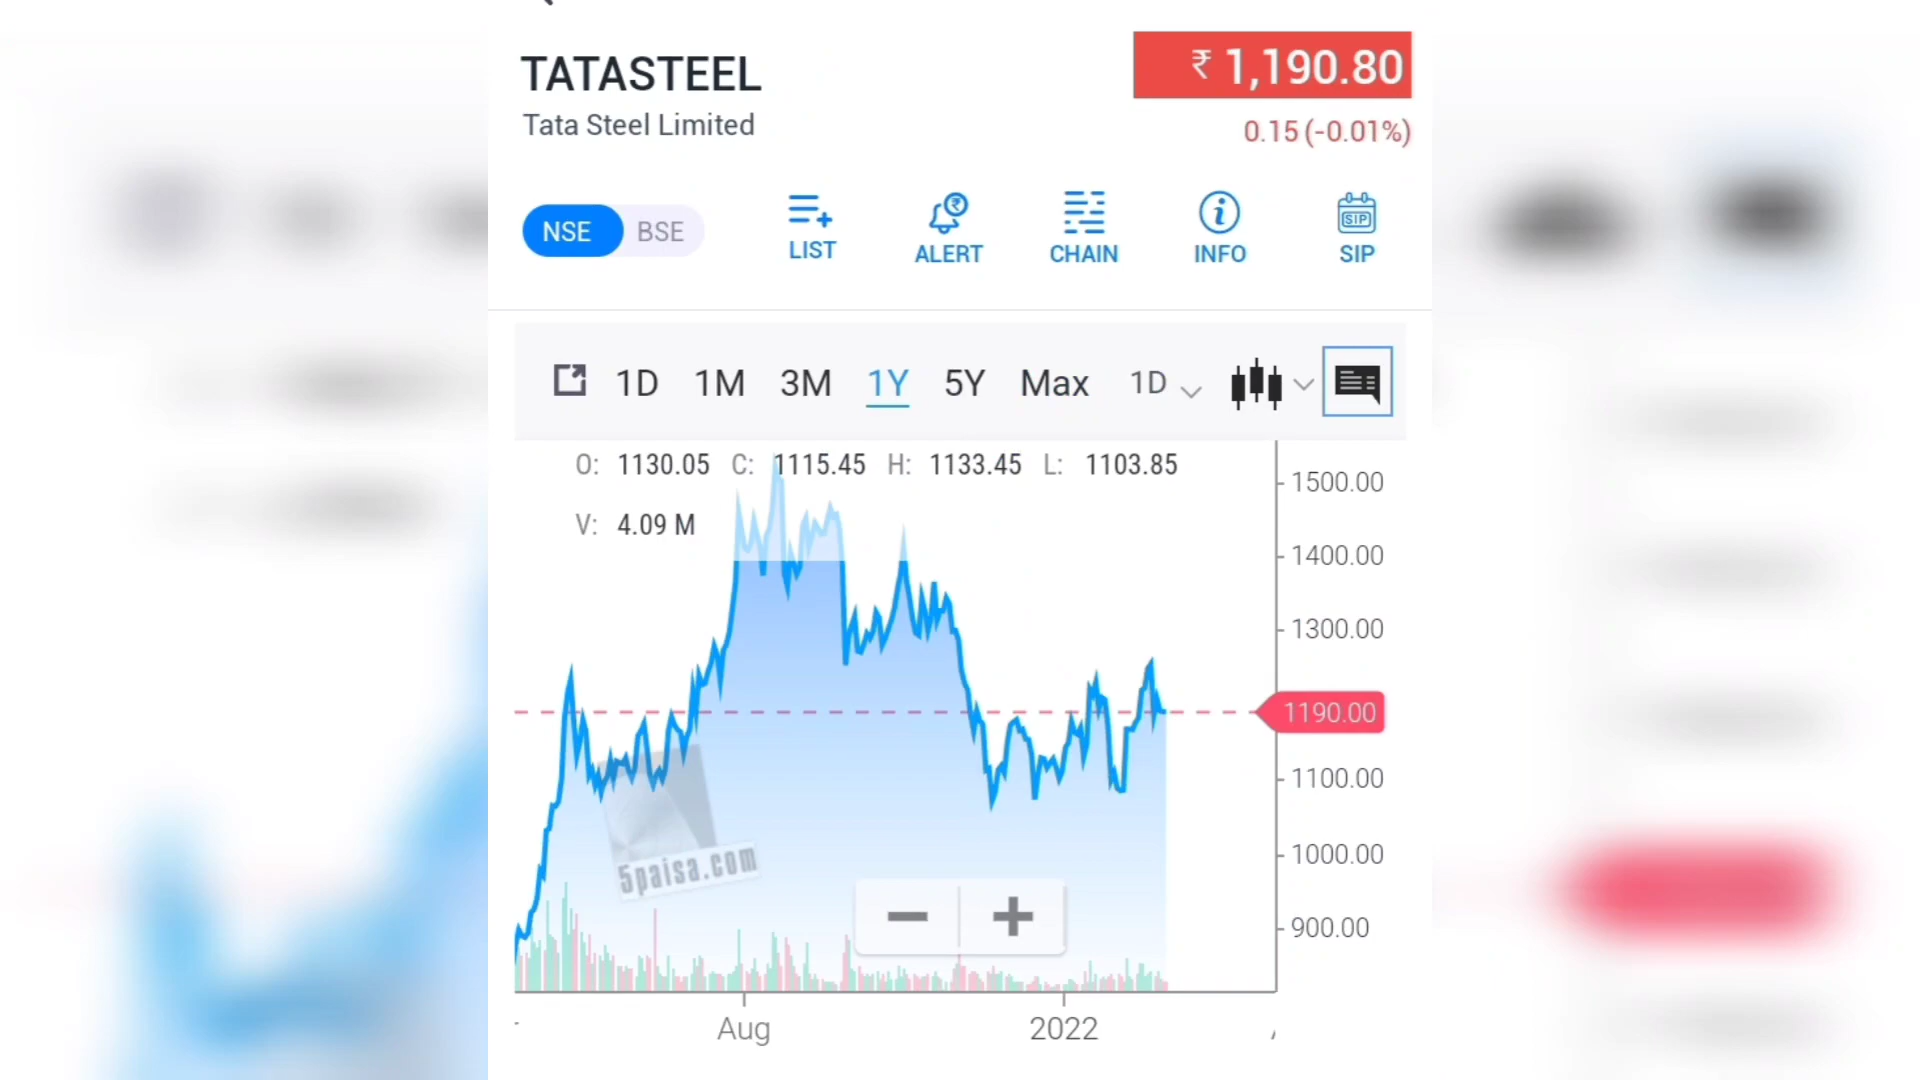 TATASTEEL
₹ 1,190.80
Tata Steel Limited
0.15 (-0.01%)
NSE BSE
LIST ALERT CHAIN INFO SIP
SIP
1D 1M 3M 1Y 5Y Max 1D
O: 1130.05 C: 1115.45 H: 1133.45 L: 1103.85
V: 4.09 M
1500.00
1400.00
1300.00
1190.00
1100.00
1000.00
900.00
5paisa.com
Aug 2022